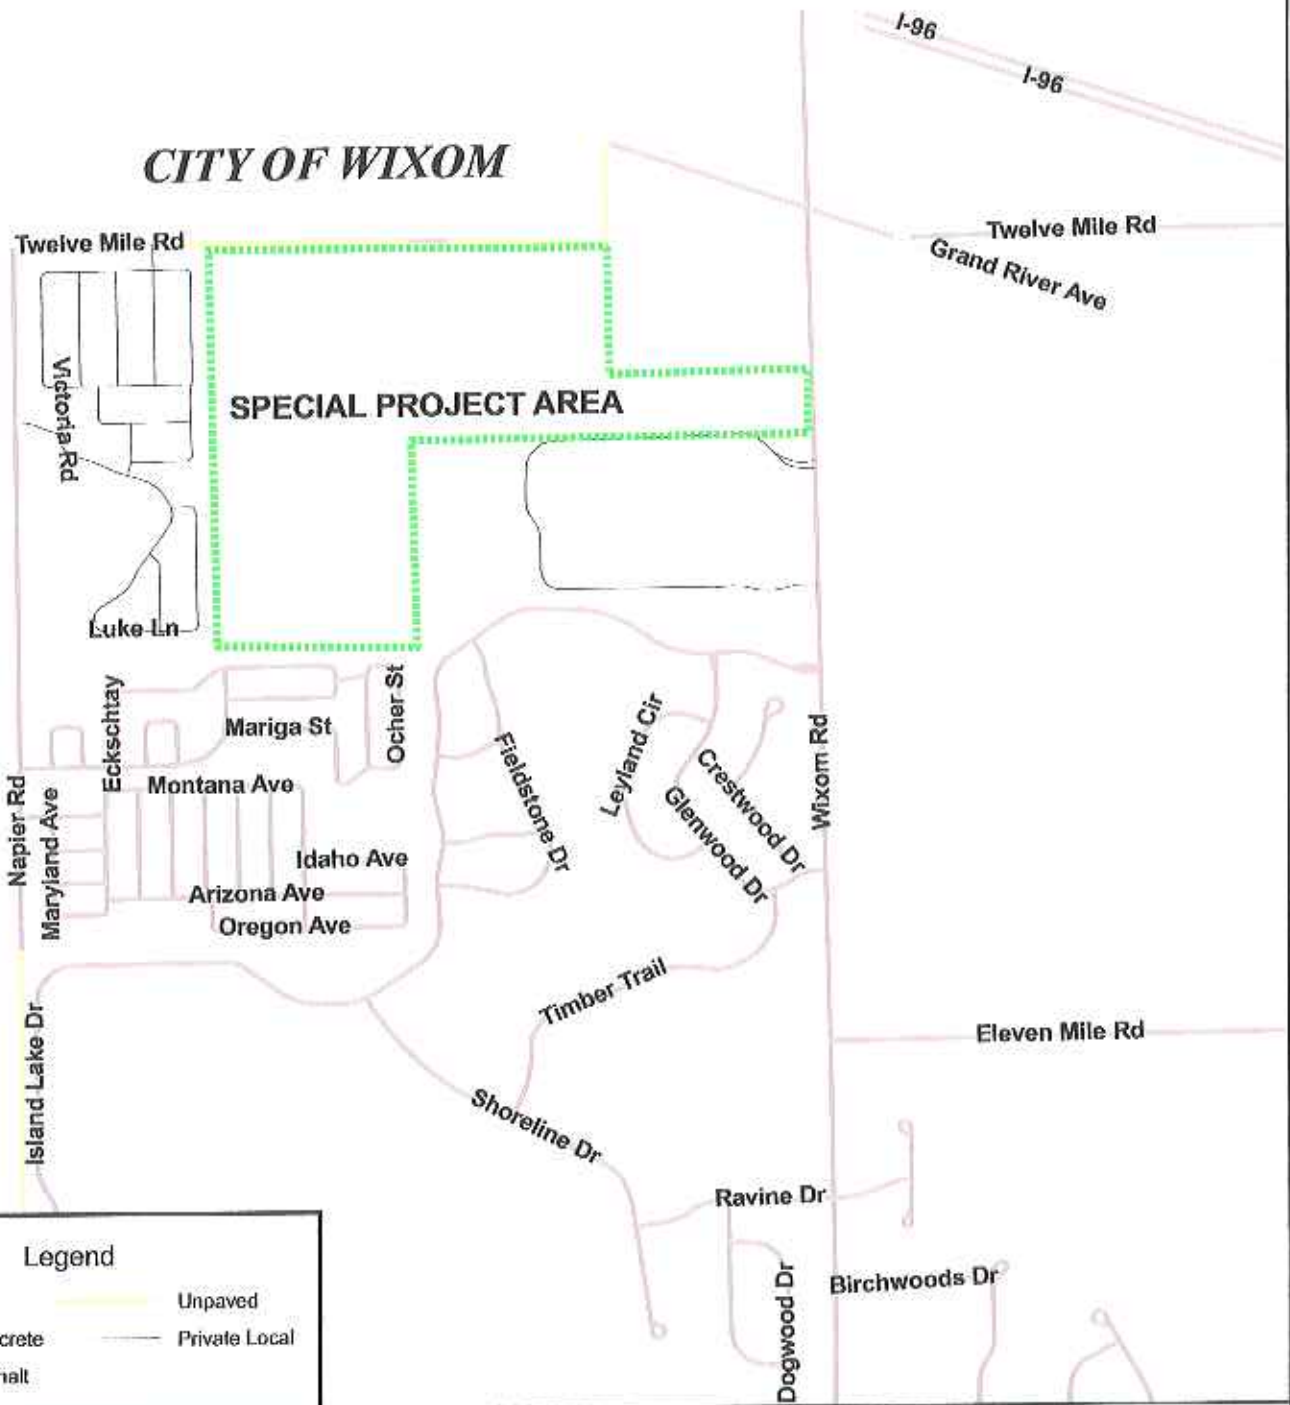 I-96
I-96
CITY OF WIXOM
Twelve Mile Rd
Twelve Mile Rd
Grand River Ave
Victoria Rd
SPECIAL PROJECT AREA
Luke Ln
Eckschtay
Mariga St
Ocher St
Montana Ave
Napier Rd
Maryland Ave
Idaho Ave
Arizona Ave
Oregon Ave
Fieldstone Dr
Leyland Cir
Crestwood Dr
Glenwood Dr
Wixom Rd
Timber Trail
Island Lake Dr
Eleven Mile Rd
Shoreline Dr
Ravine Dr
Dogwood Dr
Birchwoods Dr
Legend
Unpaved
crete
Private Local
halt